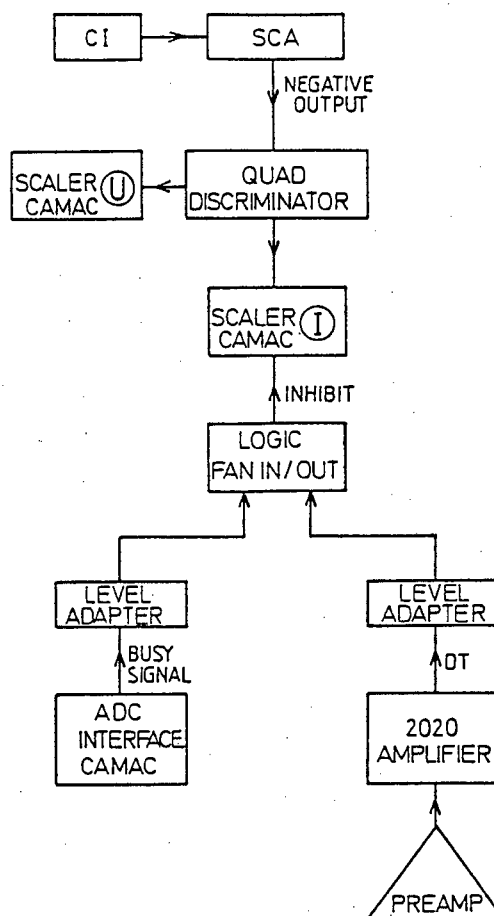 CI
SCA
NEGATIVE
OUTPUT
SCALER U
CAMAC
QUAD
DISCRIMINATOR
SCALER I
CAMAC
INHIBIT
LOGIC
FAN IN/OUT
LEVEL
ADAPTER
LEVEL
ADAPTER
BUSY
SIGNAL
DT
ADC
INTERFACE
CAMAC
2020
AMPLIFIER
PREAMP